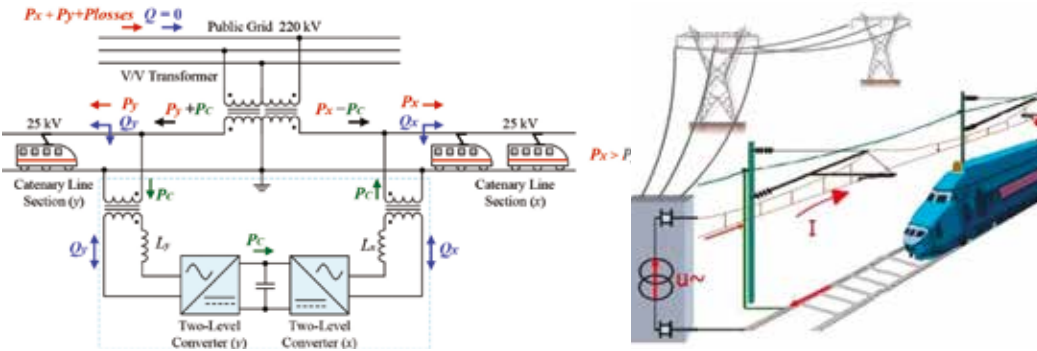 Px + Py+Plosses Q = 0
Public Grid 220 kV
V/V Transformer
Py
Py +PC
Px −PC
Px
25 kV
Qy
Qx
25 kV
Px > P
Catenary Line
Section (y)
PC
PC
Catenary Line
Section (x)
Qy
Ly
PC
Lx
Qx
Two-Level
Converter (y)
Two-Level
Converter (x)
I
u~